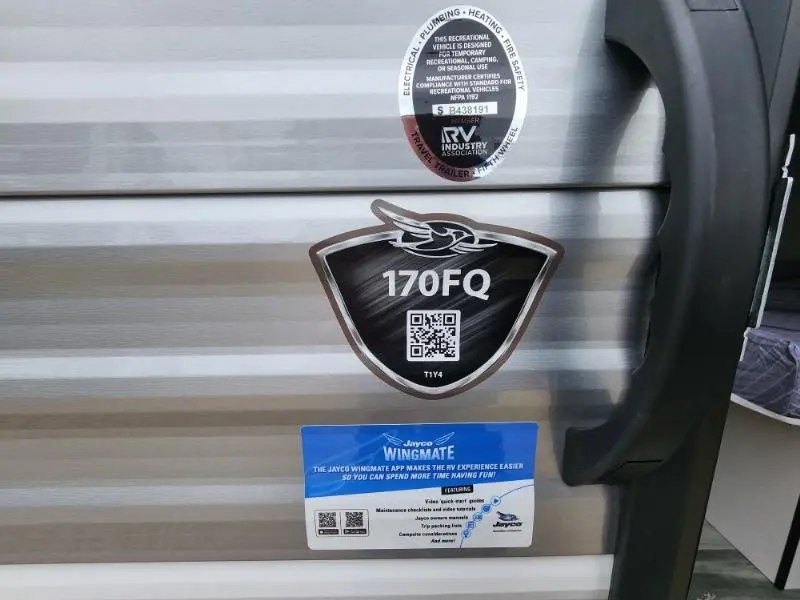 ELECTRICAL • PLUMBING • HEATING • FIRE SAFETY
THIS RECREATIONAL
VEHICLE IS DESIGNED
FOR TEMPORARY
RECREATIONAL, CAMPING,
OR SEASONAL USE
MANUFACTURER CERTIFIES
COMPLIANCE WITH STANDARD FOR
RECREATIONAL VEHICLES
NFPA 1192
S B438191
MEMBER
RV
INDUSTRY
ASSOCIATION
TRAVEL TRAILER • FIFTH WHEEL
170FQ
T1Y4
Jayco
WINGMATE
THE JAYCO WINGMATE APP MAKES THE RV EXPERIENCE EASIER
SO YOU CAN SPEND MORE TIME HAVING FUN!
FEATURING
Video 'quick-start' guides
Maintenance checklists and video tutorials
Jayco owners manuals
Trip packing lists
Campsite considerations
And more!
Jayco